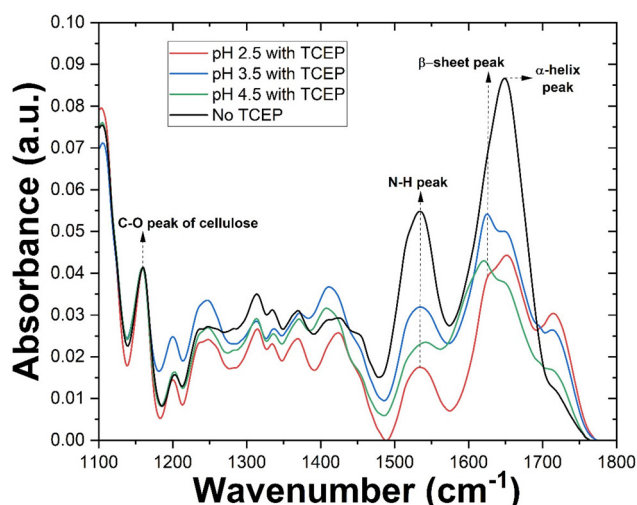 pH 2.5 with TCEP
pH 3.5 with TCEP
pH 4.5 with TCEP
No TCEP
β–sheet peak
α-helix
peak
N-H peak
C-O peak of cellulose
Absorbance (a.u.)
0.10
0.09
0.08
0.07
0.06
0.05
0.04
0.03
0.02
0.01
0.00
1100 1200 1300 1400 1500 1600 1700 1800
Wavenumber (cm⁻¹)